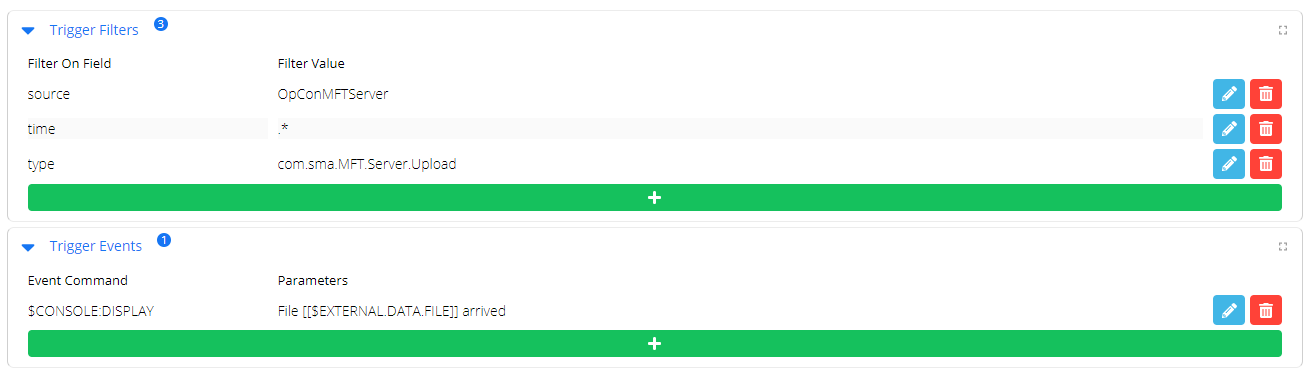 Trigger Filters 3
Filter On Field Filter Value
source OpConMFTServer
time .*
type com.sma.MFT.Server.Upload
+
Trigger Events 1
Event Command Parameters
$CONSOLE:DISPLAY File [[$EXTERNAL.DATA.FILE]] arrived
+